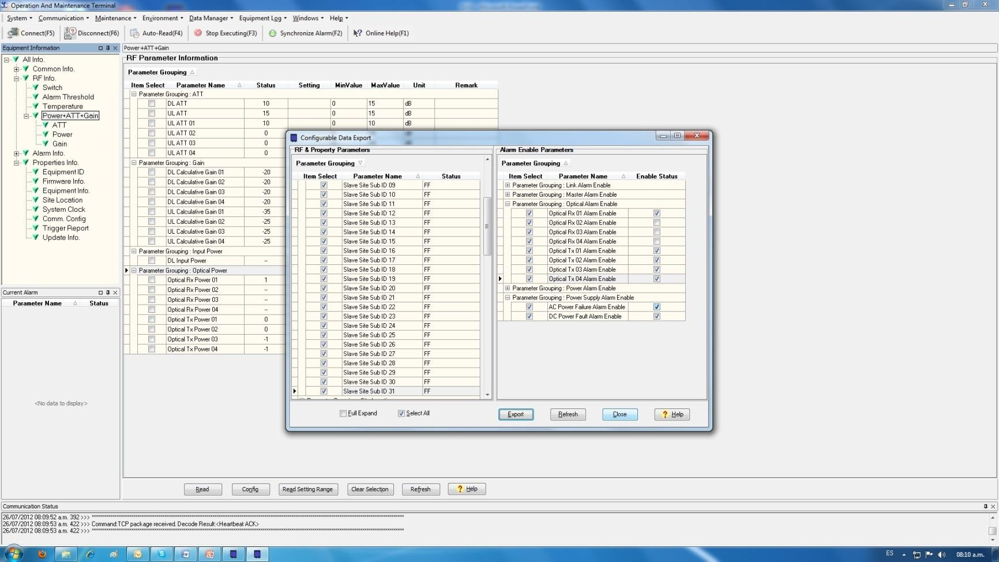 Operation And Maintenance Terminal
System Communication Maintenance Environment Data Manager Equipment Log Windows Help
Connect(F5) Disconnect(F6) Auto-Read(F4) Stop Executing(F3) Synchronize Alarm(F2) Online Help(F1)
Equipment Information
All Info.
Common Info.
RF Info.
Switch
Alarm Threshold
Temperature
Power+ATT+Gain
ATT
Power
Gain
Alarm Info.
Properties Info.
Equipment ID
Firmware Info.
Equipment Info.
Site Location
System Clock
Comm. Config
Trigger Report
Update Info.
Current Alarm
Parameter Name Status
<No data to display>
Power+ATT+Gain
RF Parameter Information
Parameter Grouping
Item Select Parameter Name Status Setting MinValue MaxValue Unit Remark
Parameter Grouping : ATT
DL ATT 10 0 15 dB
UL ATT 15 0 15 dB
UL ATT 01 10 0 10 dB
UL ATT 02 0
UL ATT 03 0
UL ATT 04 0
Parameter Grouping : Gain
DL Calculative Gain 01 -20
DL Calculative Gain 02 -20
DL Calculative Gain 03 -20
DL Calculative Gain 04 -20
UL Calculative Gain 01 -35
UL Calculative Gain 02 -25
UL Calculative Gain 03 -25
UL Calculative Gain 04 -25
Parameter Grouping : Input Power
DL Input Power --
Parameter Grouping : Optical Power
Optical Rx Power 01 1
Optical Rx Power 02 --
Optical Rx Power 03 --
Optical Rx Power 04 --
Optical Tx Power 01 0
Optical Tx Power 02 0
Optical Tx Power 03 -1
Optical Tx Power 04 -1
Configurable Data Export
RF & Property Parameters
Parameter Grouping
Item Select Parameter Name Status
Slave Site Sub ID 09 FF
Slave Site Sub ID 10 FF
Slave Site Sub ID 11 FF
Slave Site Sub ID 12 FF
Slave Site Sub ID 13 FF
Slave Site Sub ID 14 FF
Slave Site Sub ID 15 FF
Slave Site Sub ID 16 FF
Slave Site Sub ID 17 FF
Slave Site Sub ID 18 FF
Slave Site Sub ID 19 FF
Slave Site Sub ID 20 FF
Slave Site Sub ID 21 FF
Slave Site Sub ID 22 FF
Slave Site Sub ID 23 FF
Slave Site Sub ID 24 FF
Slave Site Sub ID 25 FF
Slave Site Sub ID 26 FF
Slave Site Sub ID 27 FF
Slave Site Sub ID 28 FF
Slave Site Sub ID 29 FF
Slave Site Sub ID 30 FF
Slave Site Sub ID 31 FF
Alarm Enable Parameters
Parameter Grouping
Item Select Parameter Name Enable Status
Parameter Grouping : Link Alarm Enable
Parameter Grouping : Master Alarm Enable
Parameter Grouping : Optical Alarm Enable
Optical Rx 01 Alarm Enable
Optical Rx 02 Alarm Enable
Optical Rx 03 Alarm Enable
Optical Rx 04 Alarm Enable
Optical Tx 01 Alarm Enable
Optical Tx 02 Alarm Enable
Optical Tx 03 Alarm Enable
Optical Tx 04 Alarm Enable
Parameter Grouping : Power Alarm Enable
Parameter Grouping : Power Supply Alarm Enable
AC Power Failure Alarm Enable
DC Power Fault Alarm Enable
Full Expand Select All Export Refresh Close Help
Read Config Read Setting Range Clear Selection Refresh Help
Communication Status
26/07/2012 08:09:52 a.m. 392 >>>
26/07/2012 08:09:53 a.m. 422 >>> Command:TCP package received. Decode Result:<Heartbeat ACK>
26/07/2012 08:09:53 a.m. 422 >>>
ES 08:10 a.m.